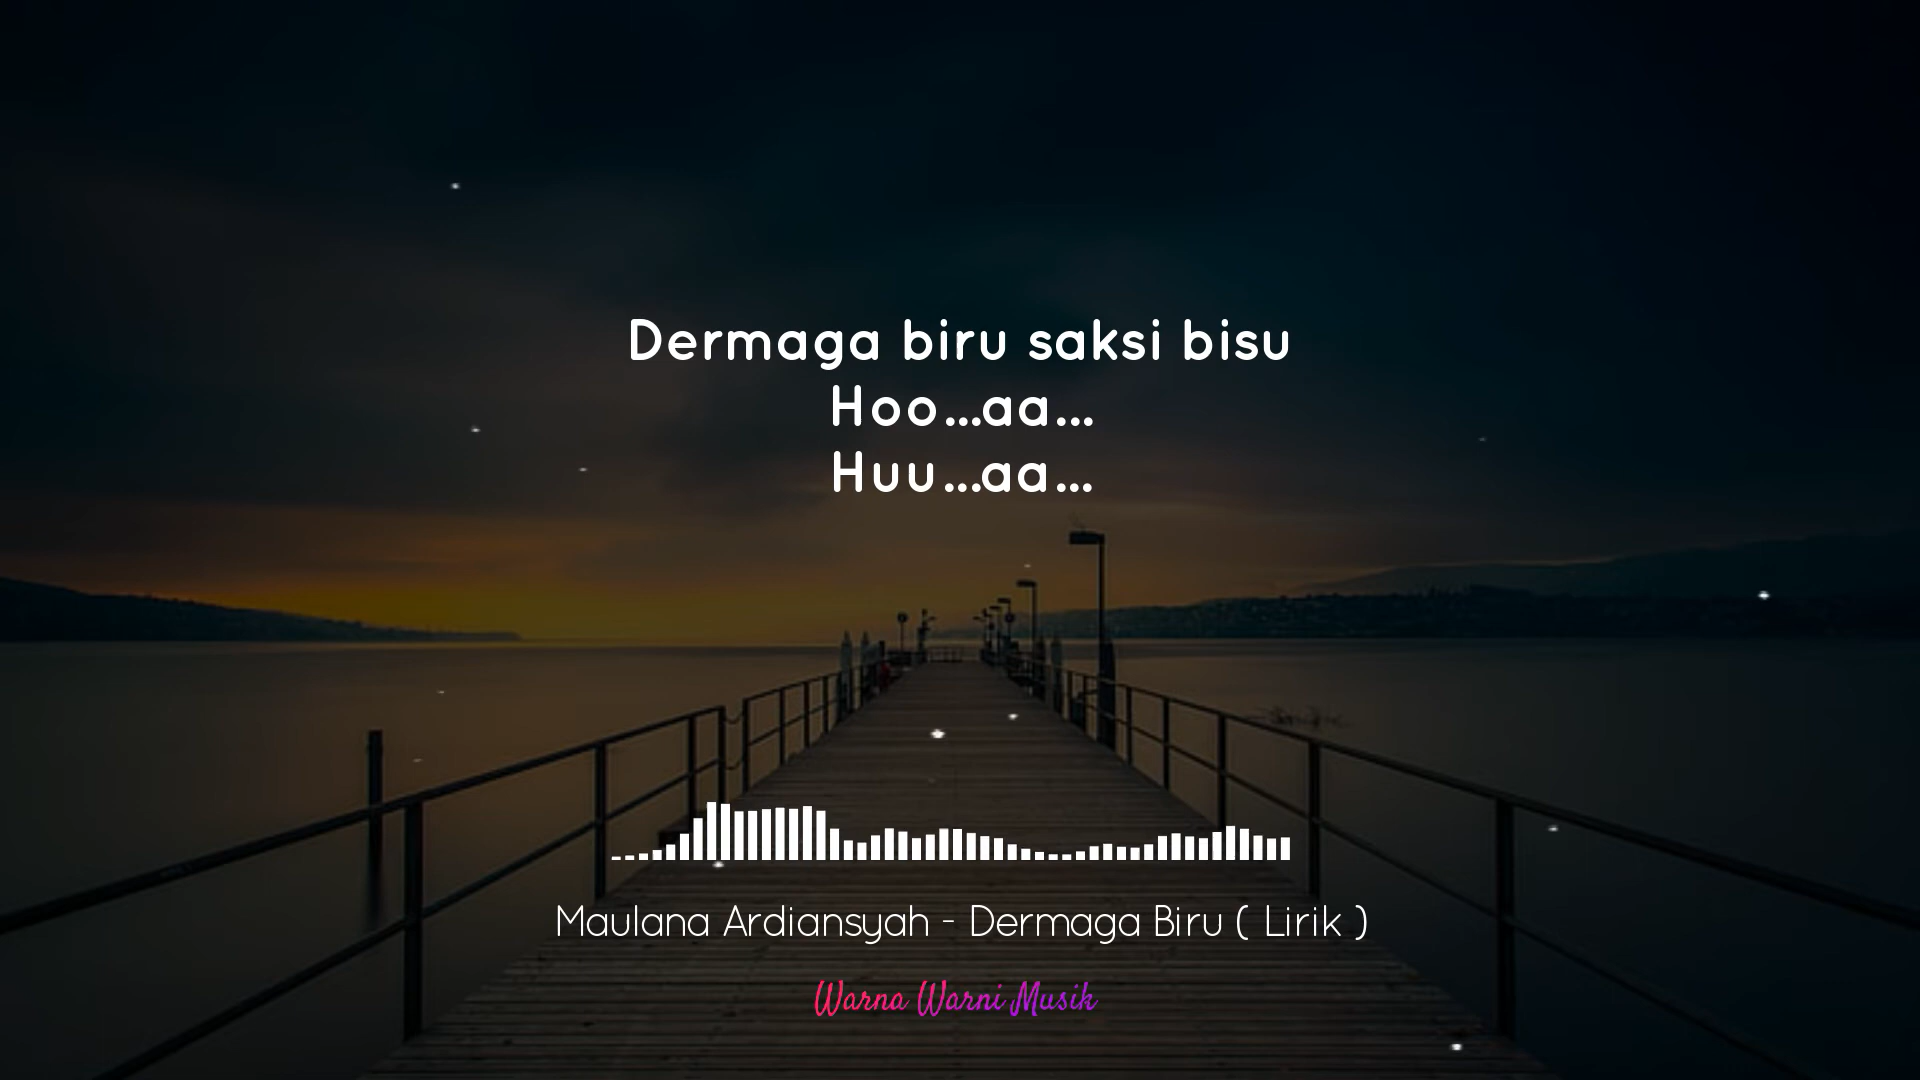 Dermaga biru saksi bisu
Hoo...aa...
Huu...aa...
Maulana Ardiansyah - Dermaga Biru ( Lirik )
Warna Warni Musik